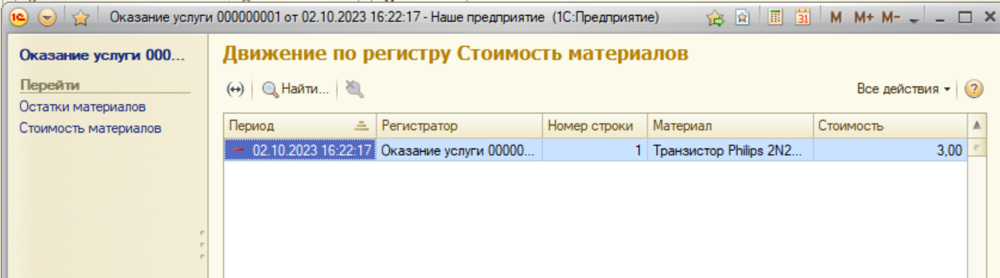 Оказание услуги 000000001 от 02.10.2023 16:22:17 - Наше предприятие (1С:Предприятие)
31 M M+ M-
Оказание услуги 000...
Перейти
Остатки материалов
Стоимость материалов
Движение по регистру Стоимость материалов
Найти...
Все действия
Период Регистратор Номер строки Материал Стоимость
02.10.2023 16:22:17 Оказание услуги 00000... 1 Транзистор Philips 2N2... 3,00